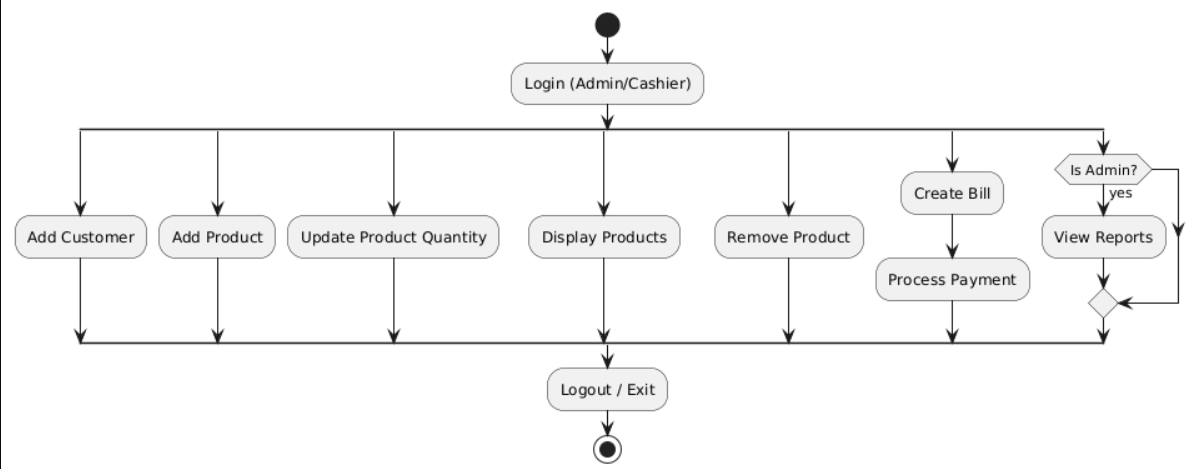 Login (Admin/Cashier)
Is Admin?
yes
Create Bill
Add Customer
Add Product
Update Product Quantity
Display Products
Remove Product
View Reports
Process Payment
Logout / Exit